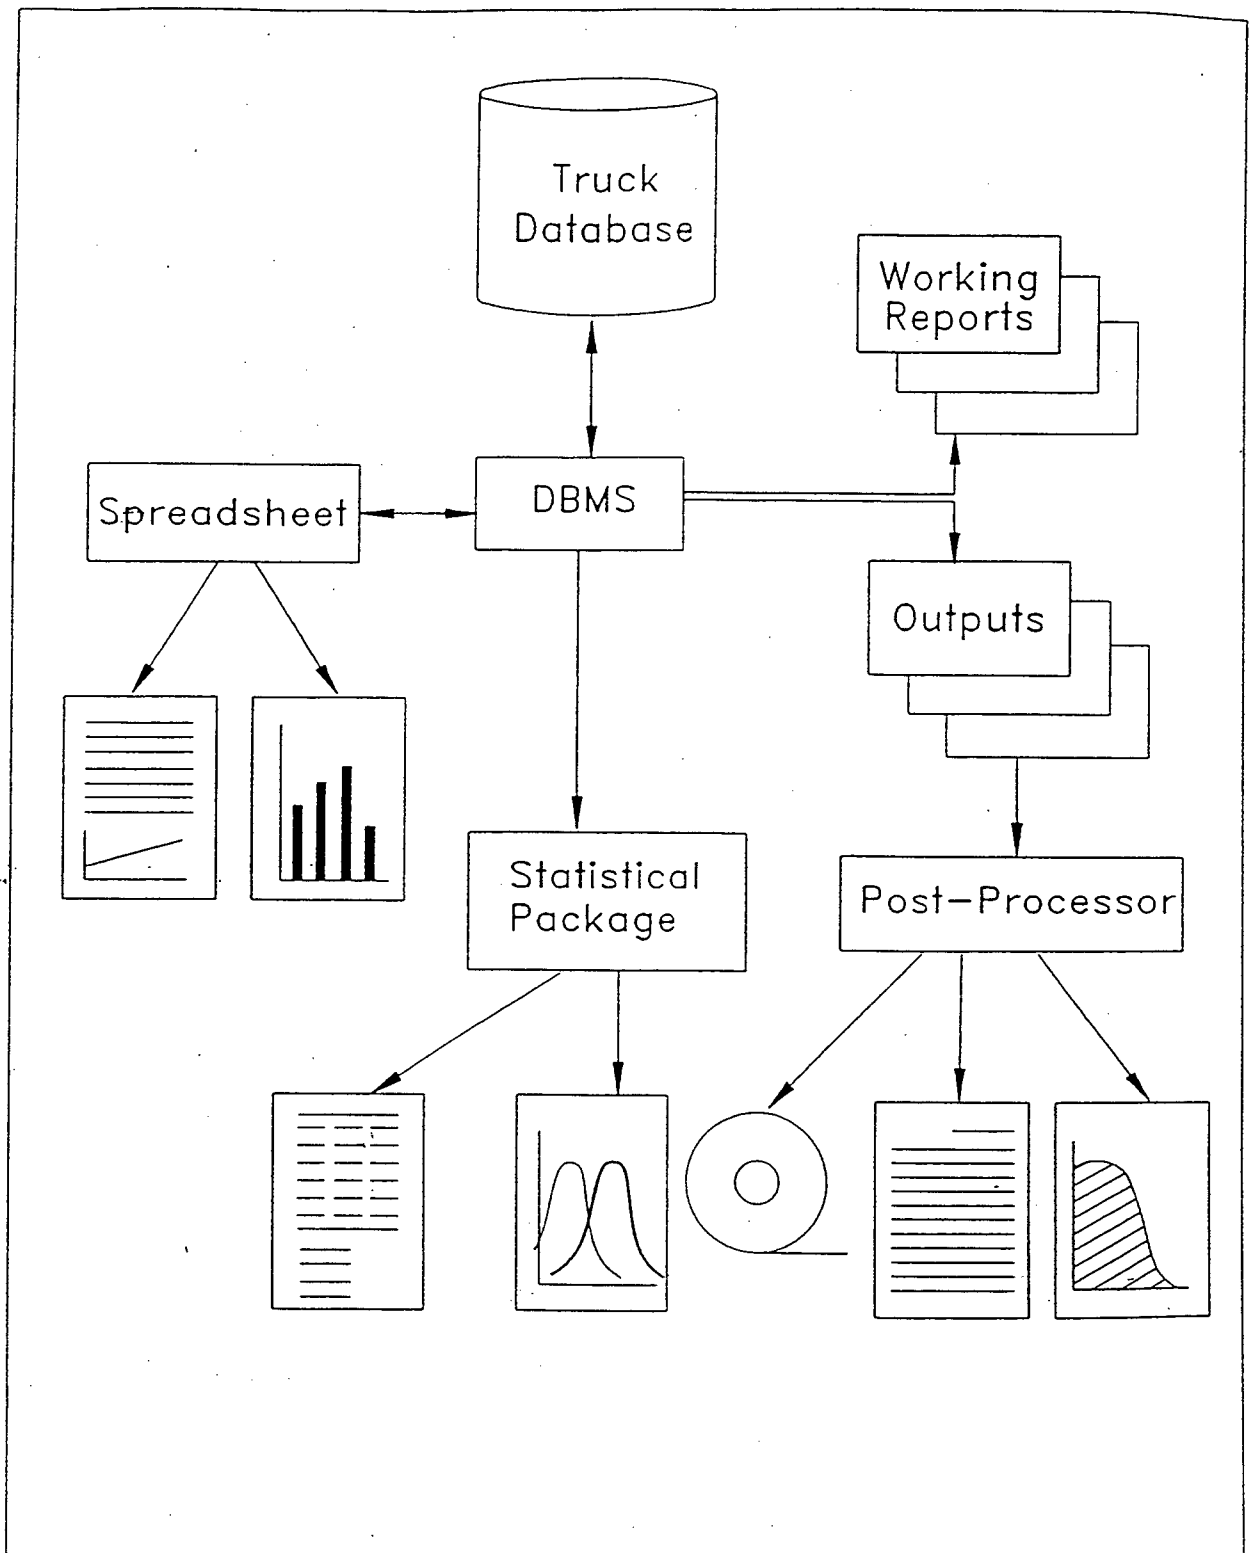 Truck
Database
Working
Reports
Spreadsheet
DBMS
Outputs
Statistical
Package
Post-Processor